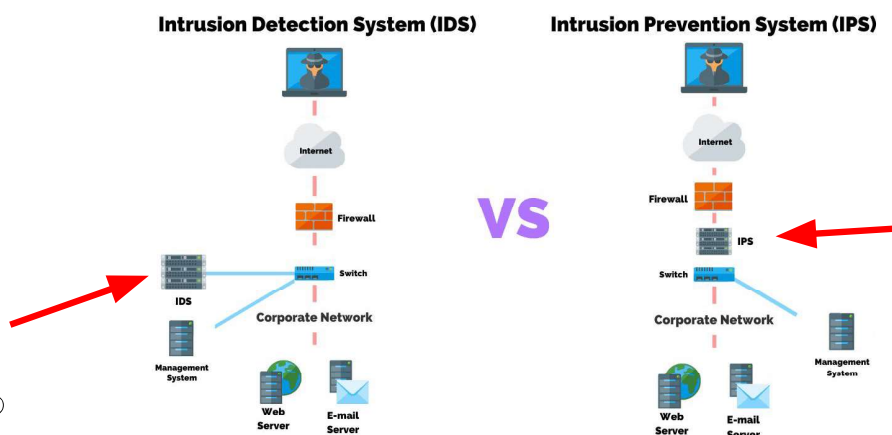 Intrusion Detection System (IDS)
Internet
Firewall
IDS
Switch
Corporate Network
Management
System
Web
Server
E-mail
Server
VS
Intrusion Prevention System (IPS)
Internet
Firewall
IPS
Switch
Corporate Network
Management
System
Web
Server
E-mail
Server